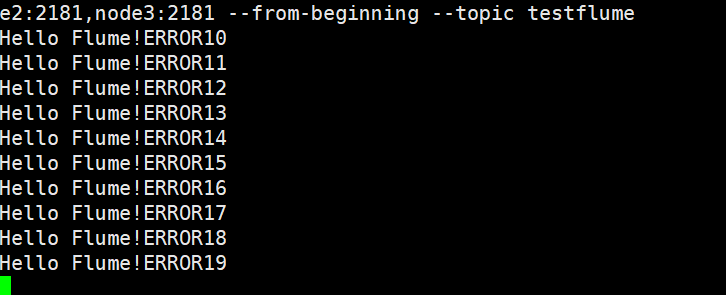 e2:2181,node3:2181 --from-beginning --topic testflume
Hello Flume!ERROR10
Hello Flume!ERROR11
Hello Flume!ERROR12
Hello Flume!ERROR13
Hello Flume!ERROR14
Hello Flume!ERROR15
Hello Flume!ERROR16
Hello Flume!ERROR17
Hello Flume!ERROR18
Hello Flume!ERROR19